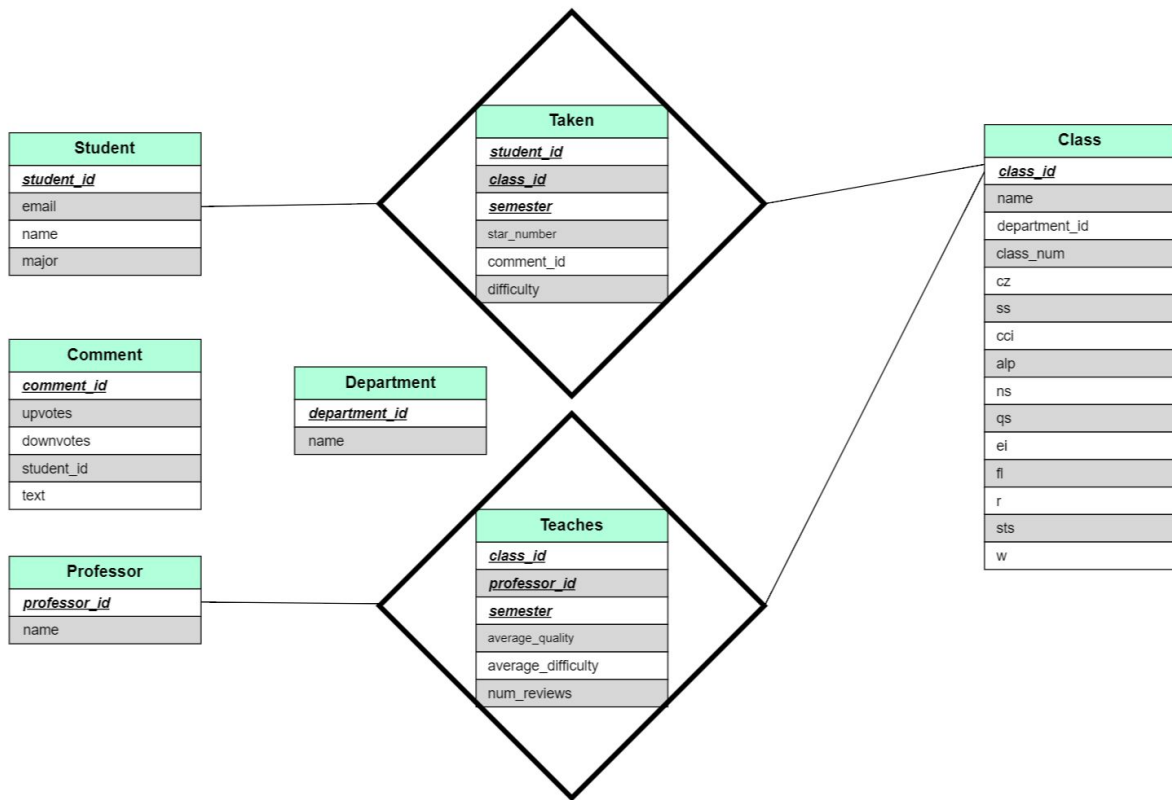 Student
student_id
email
name
major
Comment
comment_id
upvotes
downvotes
student_id
text
Professor
professor_id
name
Department
department_id
name
Taken
student_id
class_id
semester
star_number
comment_id
difficulty
Teaches
class_id
professor_id
semester
average_quality
average_difficulty
num_reviews
Class
class_id
name
department_id
class_num
cz
ss
cci
alp
ns
qs
ei
fl
r
sts
w